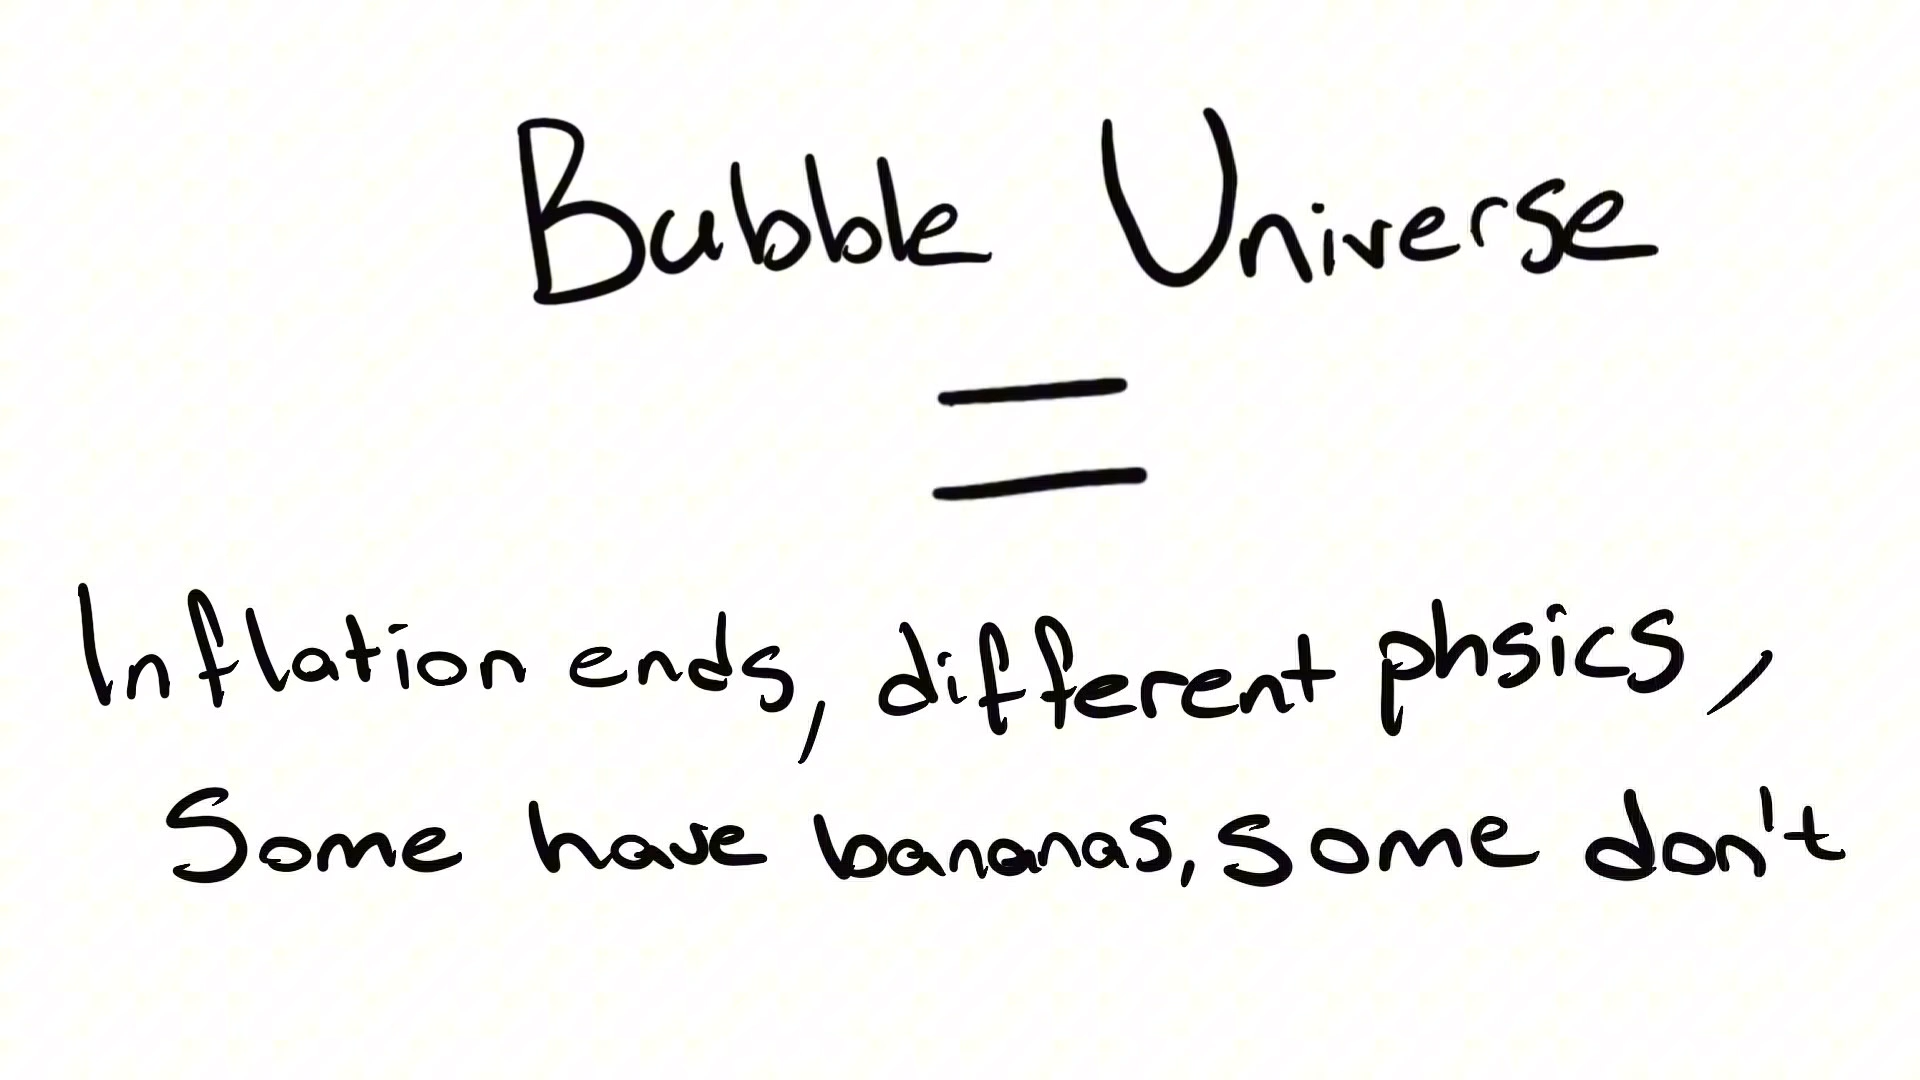 Bubble Universe
=
Inflation ends, different phsics,
Some have bananas, some don't